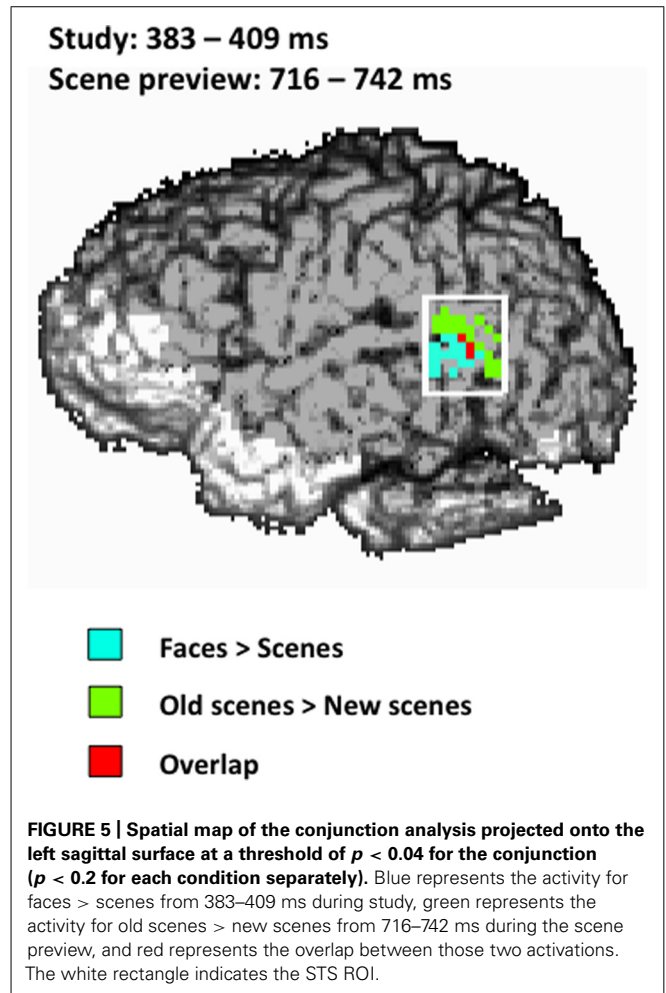 Study: 383 – 409 ms
Scene preview: 716 – 742 ms
Faces > Scenes
Old scenes > New scenes
Overlap
FIGURE 5 | Spatial map of the conjunction analysis projected onto the
left sagittal surface at a threshold of p < 0.04 for the conjunction
(p < 0.2 for each condition separately). Blue represents the activity for
faces > scenes from 383–409 ms during study, green represents the
activity for old scenes > new scenes from 716–742 ms during the scene
preview, and red represents the overlap between those two activations.
The white rectangle indicates the STS ROI.